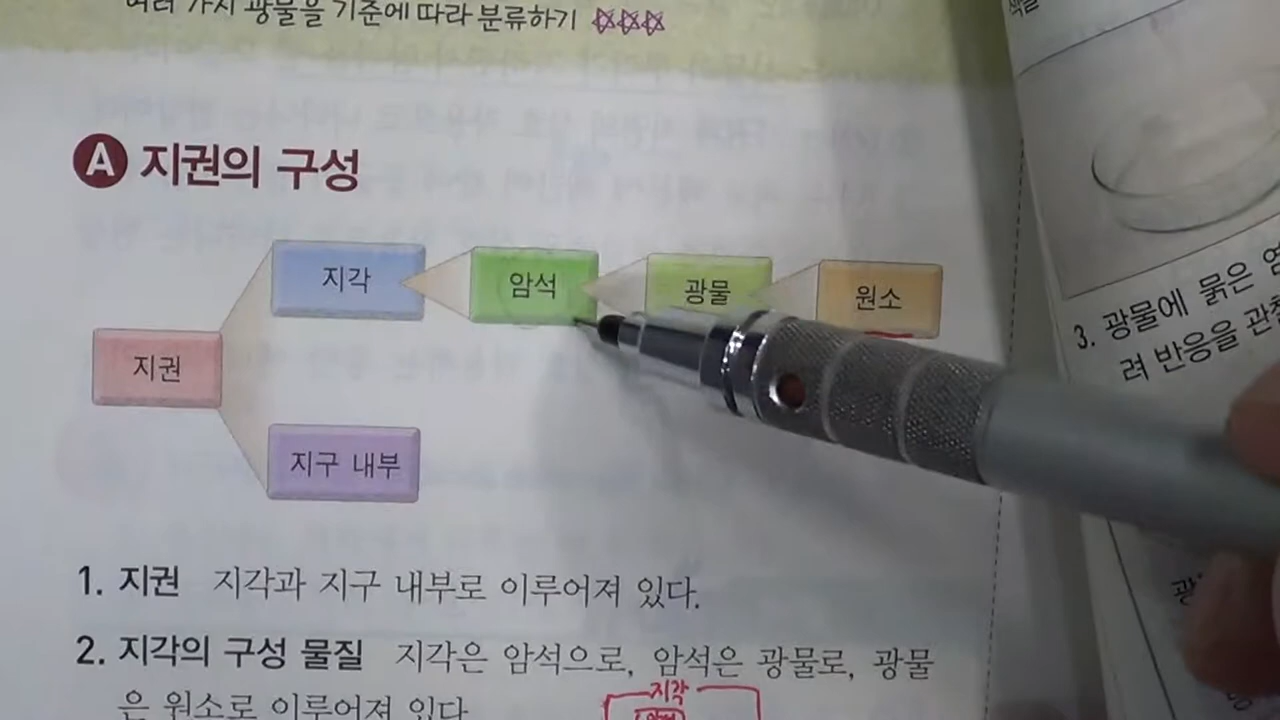 여러 가지 광물을 기준에 따라 분류하기 ☆☆☆
A 지권의 구성
지각
암석
광물
원소
지권
지구 내부
1. 지권 지각과 지구 내부로 이루어져 있다.
2. 지각의 구성 물질 지각은 암석으로, 암석은 광물로, 광물
은 원소로 이루어져 있다
지각
3. 광물에 묽은 염
려 반응을 관찰